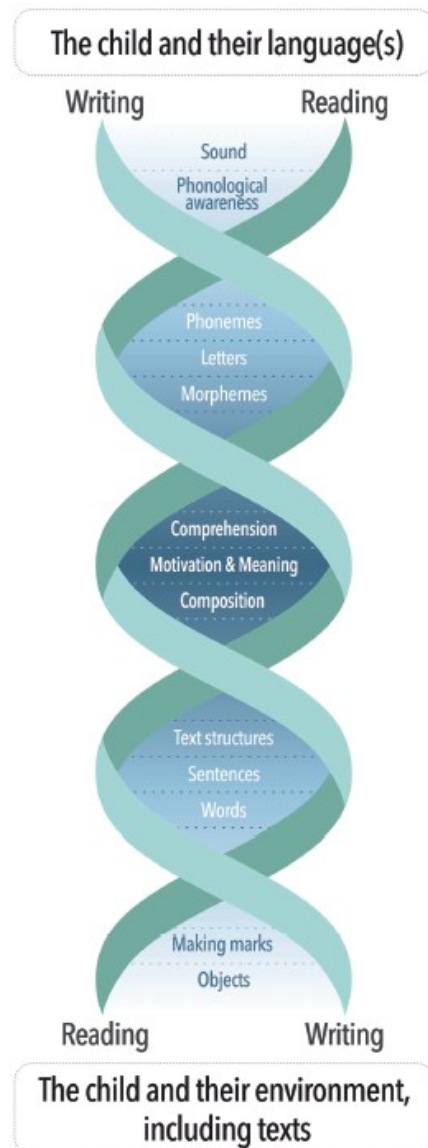 The child and their language(s)
Writing Reading
Sound
Phonological
awareness
Phonemes
Letters
Morphemes
Comprehension
Motivation & Meaning
Composition
Text structures
Sentences
Words
Making marks
Objects
Reading Writing
The child and their environment,
including texts